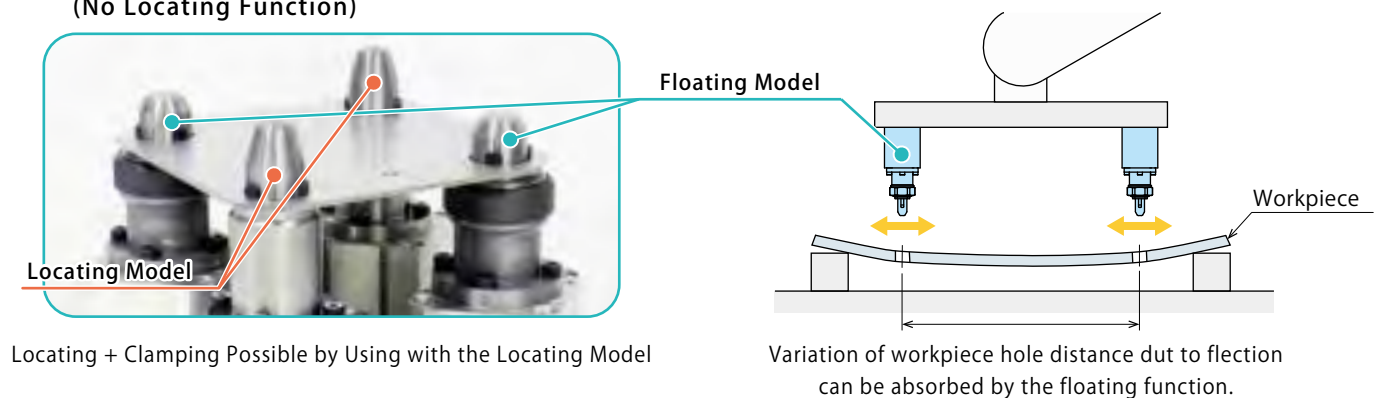 (No Locating Function)
Floating Model
Workpiece
Locating Model
Locating + Clamping Possible by Using with the Locating Model
Variation of workpiece hole distance dut to flection
can be absorbed by the floating function.